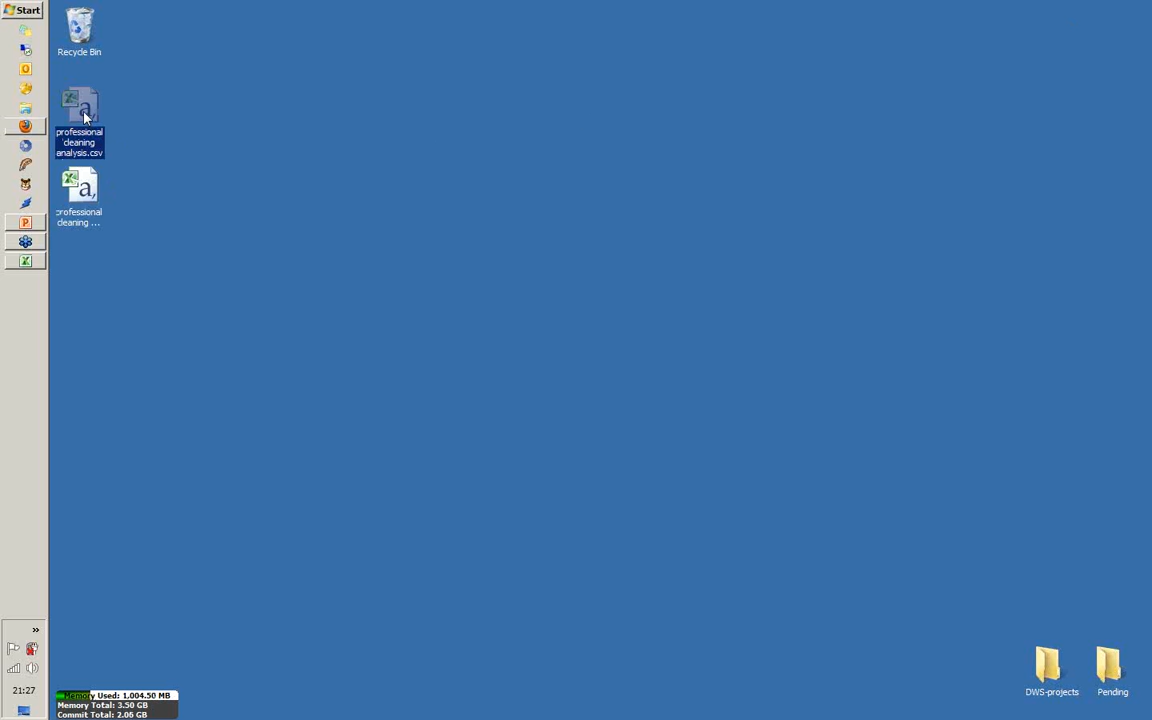 Start
Recycle Bin
professional
cleaning
analysis.csv
professional
cleaning ...
DWS-projects
Pending
21:27
Memory Used: 1,004.50 MB
Memory Total: 3.50 GB
Commit Total: 2.06 GB